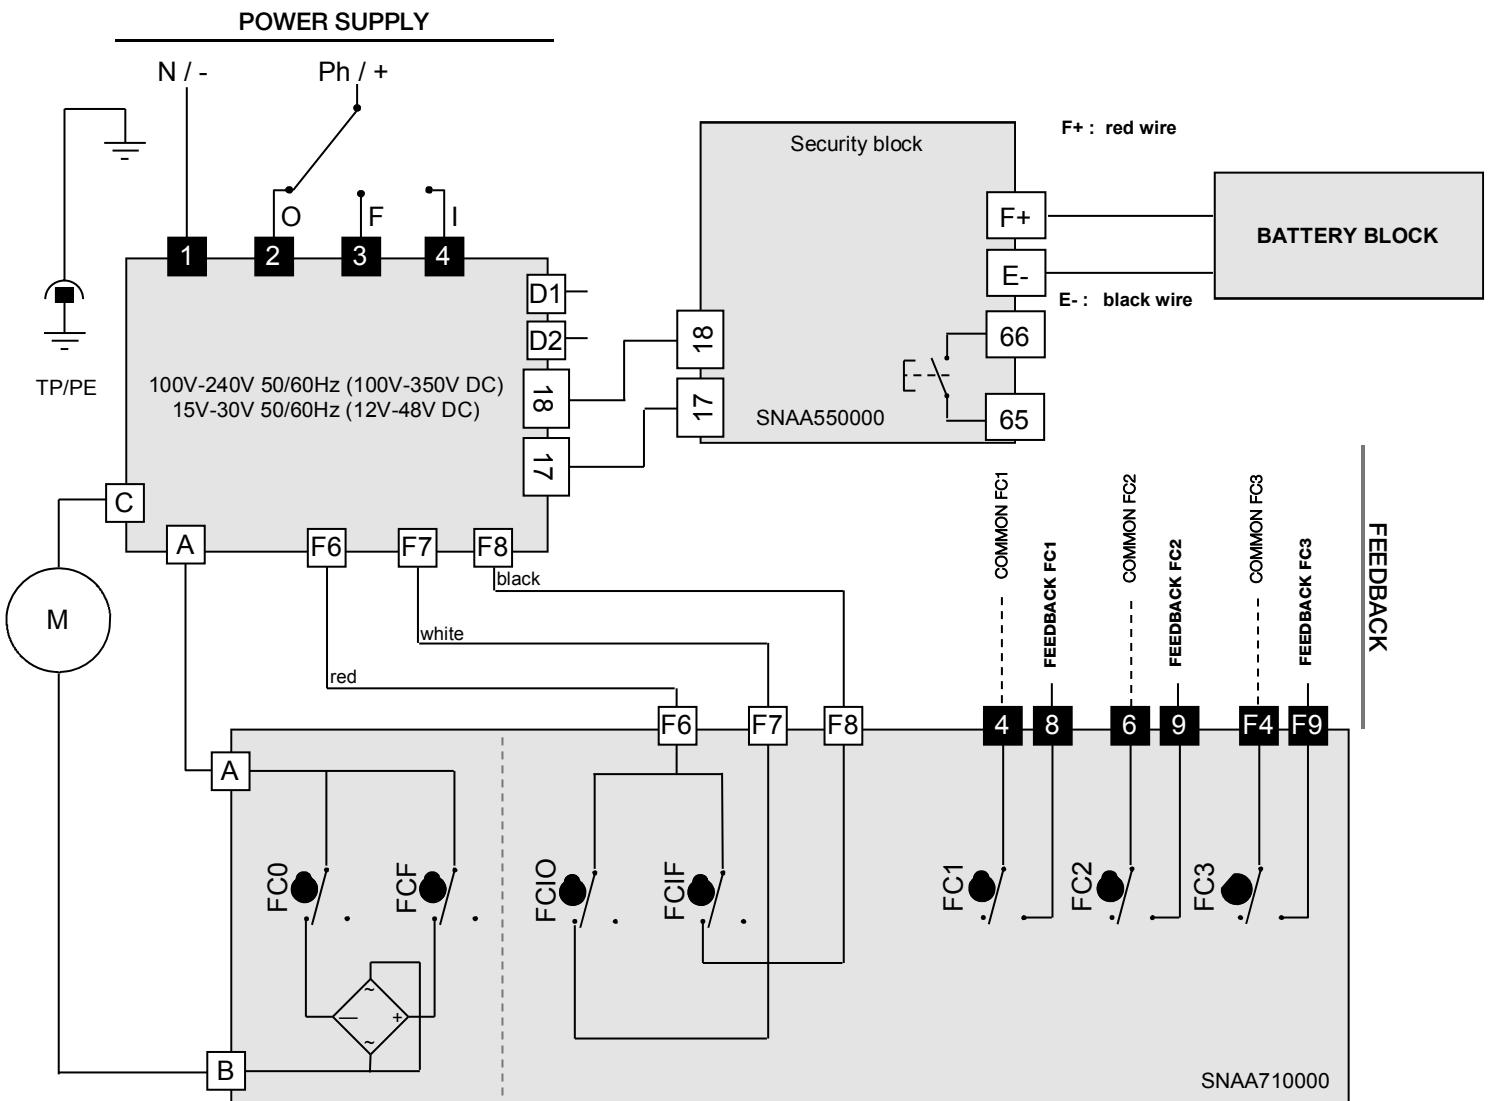 POWER SUPPLY
N / -
Ph / +
O
F
I
1
2
3
4
TP/PE
D1
D2
100V-240V 50/60Hz (100V-350V DC)
15V-30V 50/60Hz (12V-48V DC)
18
17
C
A
F6
F7
F8
M
black
white
red
Security block
18
17
SNAA550000
F+
E-
66
65
F+ : red wire
E- : black wire
BATTERY BLOCK
COMMON FC1
FEEDBACK FC1
COMMON FC2
FEEDBACK FC2
COMMON FC3
FEEDBACK FC3
FEEDBACK
F6
F7
F8
4
8
6
9
F4
F9
A
FC0
FCF
FCIO
FCIF
FC1
FC2
FC3
~
—
+
~
B
SNAA710000